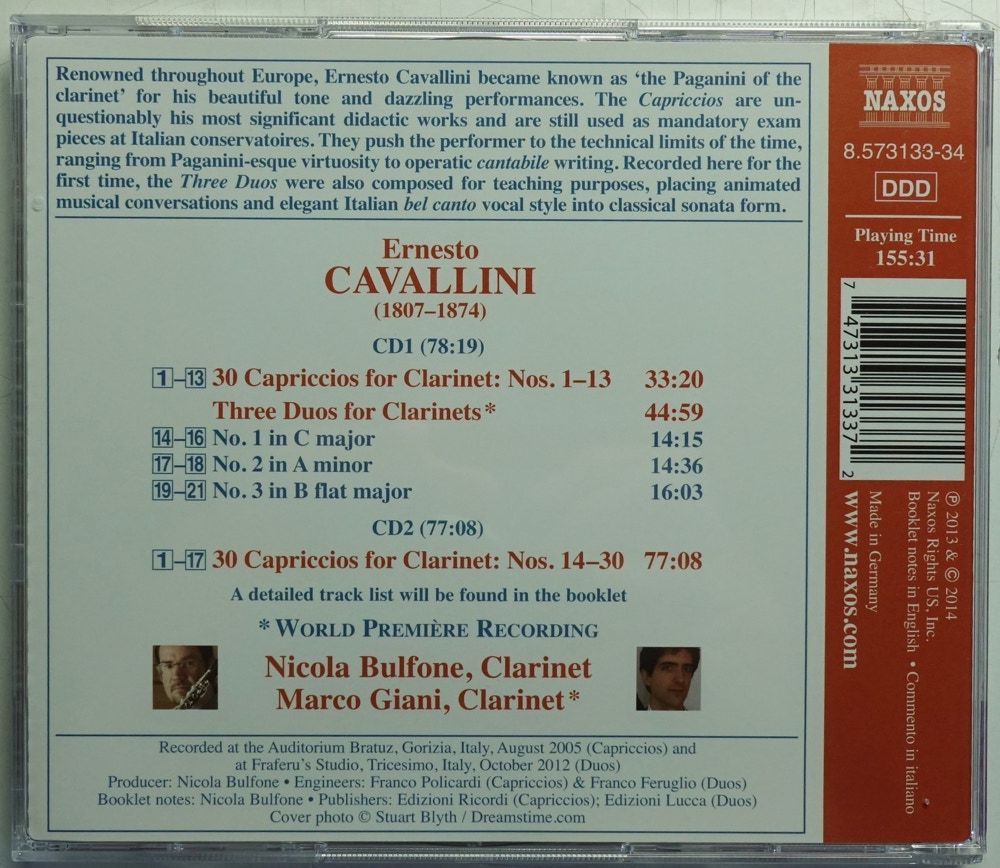 Renowned throughout Europe, Ernesto Cavallini became known as ‘the Paganini of the
clarinet’ for his beautiful tone and dazzling performances. The Capriccios are un-
questionably his most significant didactic works and are still used as mandatory exam
pieces at Italian conservatoires. They push the performer to the technical limits of the time,
ranging from Paganini-esque virtuosity to operatic cantabile writing. Recorded here for the
first time, the Three Duos were also composed for teaching purposes, placing animated
musical conversations and elegant Italian bel canto vocal style into classical sonata form.
Ernesto
CAVALLINI
(1807–1874)
CD1 (78:19)
1–13 30 Capriccios for Clarinet: Nos. 1–13 33:20
Three Duos for Clarinets* 44:59
14–16 No. 1 in C major 14:15
17–18 No. 2 in A minor 14:36
19–21 No. 3 in B flat major 16:03
CD2 (77:08)
1–17 30 Capriccios for Clarinet: Nos. 14–30 77:08
A detailed track list will be found in the booklet
* WORLD PREMIÈRE RECORDING
Nicola Bulfone, Clarinet
Marco Giani, Clarinet*
Recorded at the Auditorium Bratuz, Gorizia, Italy, August 2005 (Capriccios) and
at Fraferu's Studio, Tricesimo, Italy, October 2012 (Duos)
Producer: Nicola Bulfone • Engineers: Franco Policardi (Capriccios) & Franco Feruglio (Duos)
Booklet notes: Nicola Bulfone • Publishers: Edizioni Ricordi (Capriccios); Edizioni Lucca (Duos)
Cover photo © Stuart Blyth / Dreamstime.com
NAXOS
8.573133-34
DDD
Playing Time
155:31
7 47313 31337 2
℗ 2013 & © 2014
Naxos Rights US, Inc.
Booklet notes in English • Commento in italiano
Made in Germany
www.naxos.com